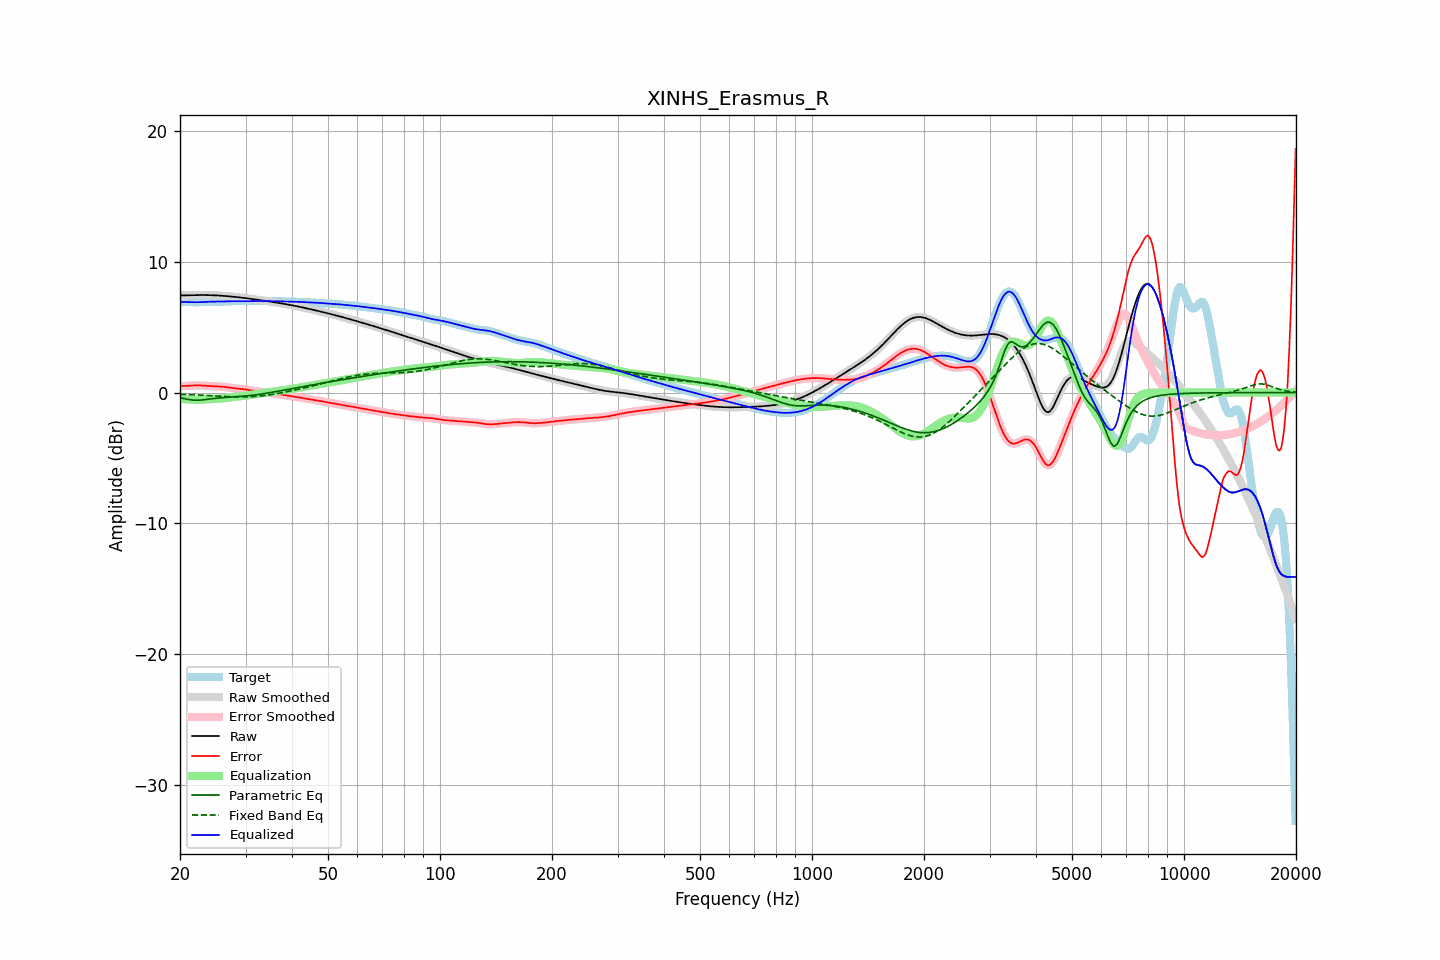 XINHS_Erasmus_R
Amplitude (dBr)
20
10
0
−10
−20
−30
Target
Raw Smoothed
Error Smoothed
Raw
Error
Equalization
Parametric Eq
Fixed Band Eq
Equalized
20 50 100 200 500 1000 2000 5000 10000 20000
Frequency (Hz)